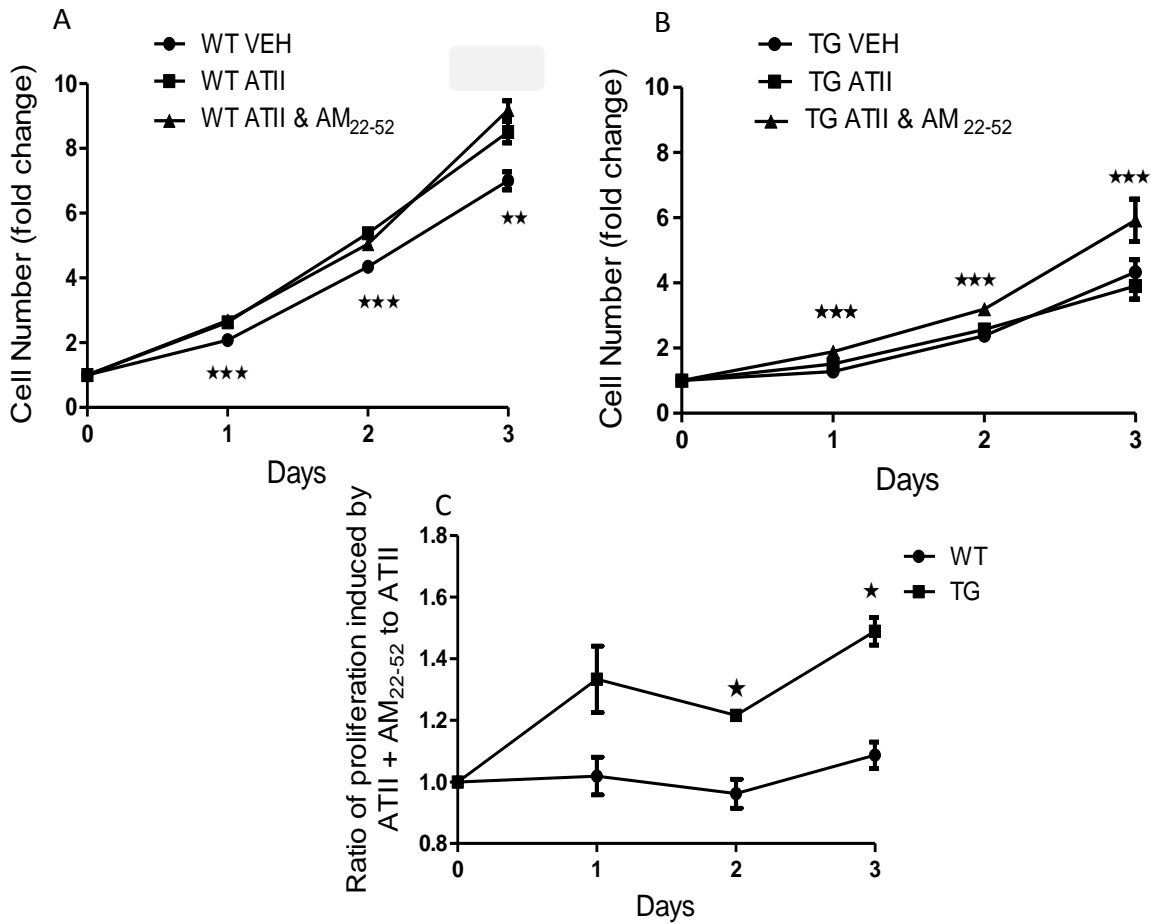 A
WT VEH
WT ATII
WT ATII & AM22-52
Cell Number (fold change)
10
8
6
4
2
0
★★★
★★★
★★
0 1 2 3
Days
B
TG VEH
TG ATII
TG ATII & AM 22-52
Cell Number (fold change)
10
8
6
4
2
0
★★★
★★★
★★★
0 1 2 3
Days
C
Ratio of proliferation induced by
ATII + AM22-52 to ATII
1.8
1.6
1.4
1.2
1.0
0.8
★
★
WT
TG
0 1 2 3
Days